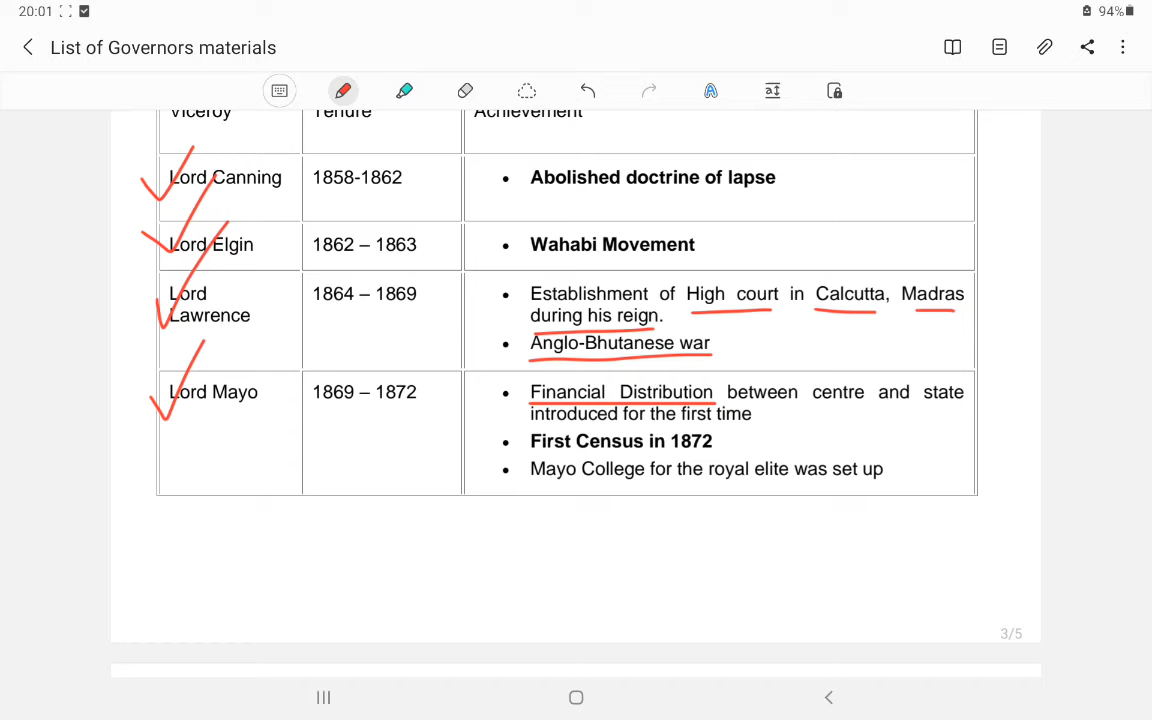 20:01
94%
List of Governors materials
Viceroy Tenure Achievement
Lord Canning 1858-1862 • Abolished doctrine of lapse
Lord Elgin 1862 – 1863 • Wahabi Movement
Lord 1864 – 1869 • Establishment of High court in Calcutta, Madras
Lawrence during his reign.
• Anglo-Bhutanese war
Lord Mayo 1869 – 1872 • Financial Distribution between centre and state
introduced for the first time
• First Census in 1872
• Mayo College for the royal elite was set up
3/5